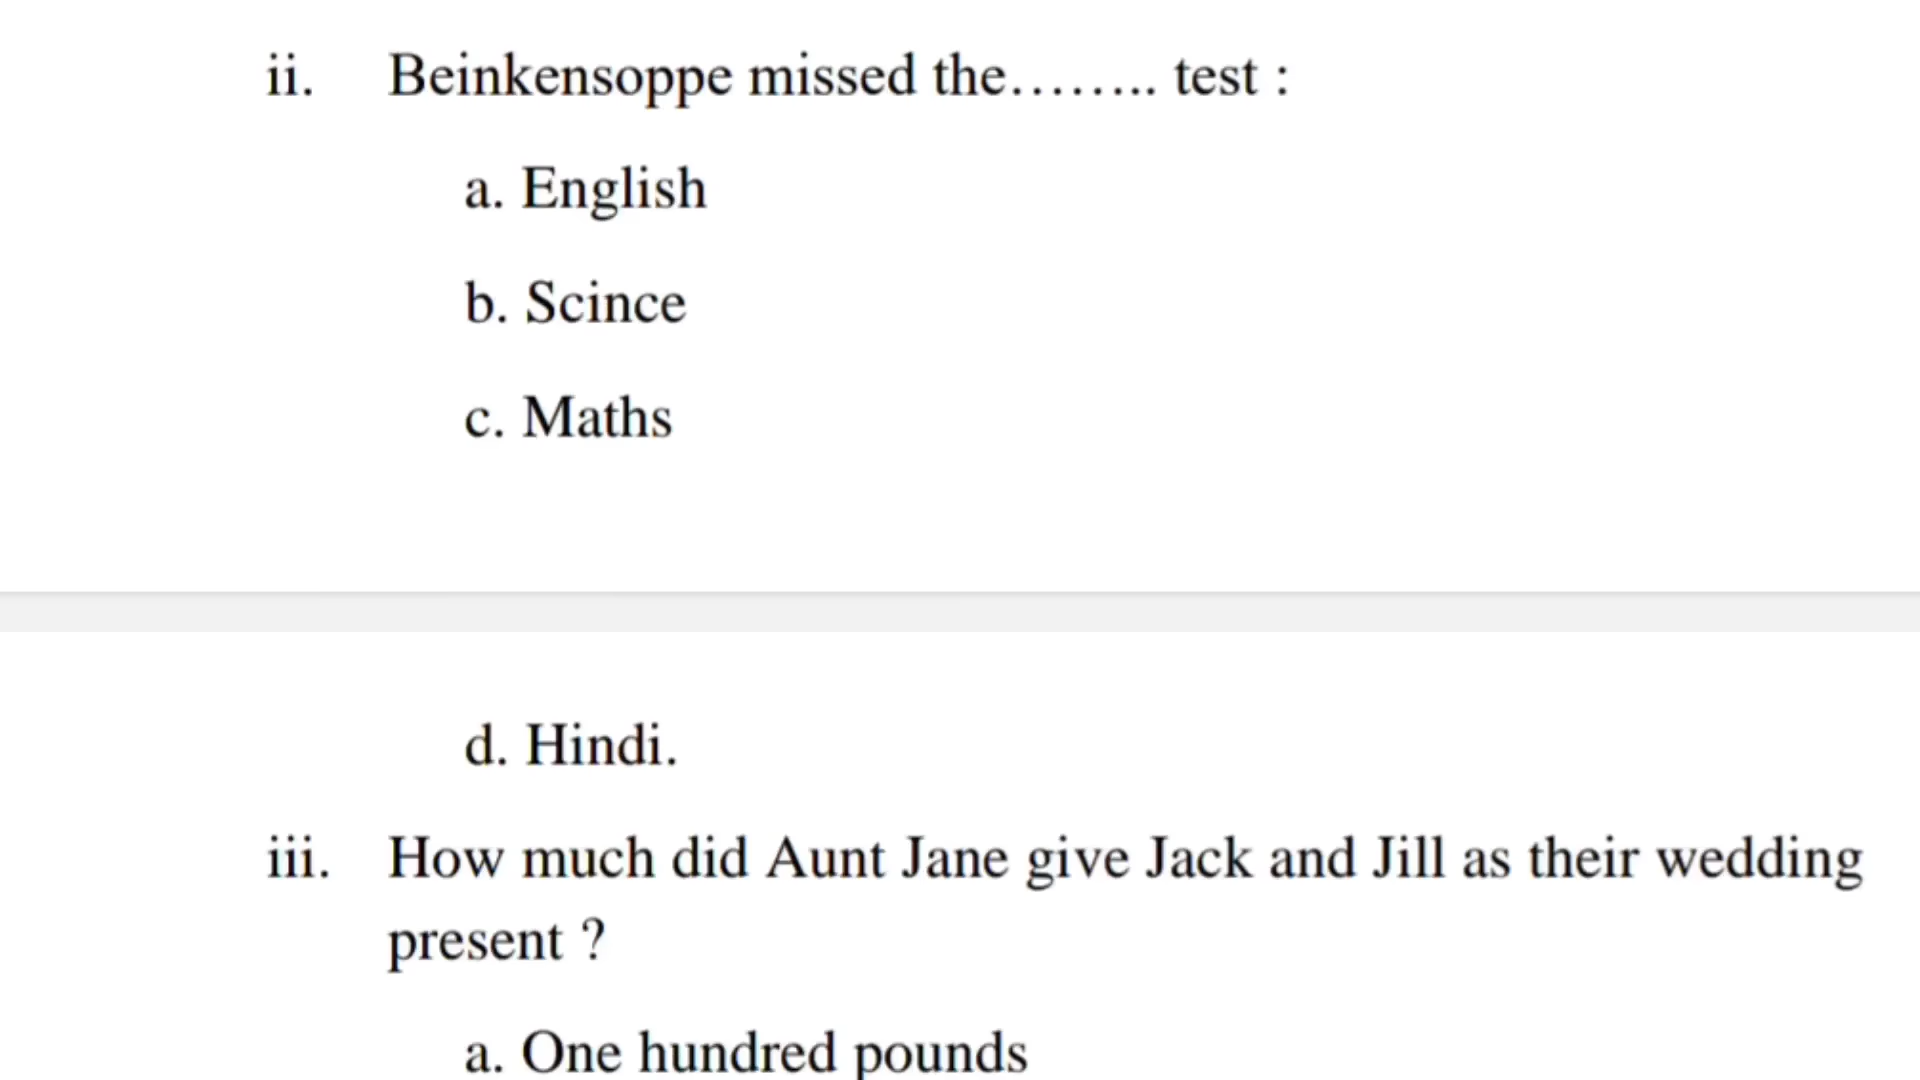 ii. Beinkensoppe missed the…….. test :
a. English
b. Scince
c. Maths
d. Hindi.
iii. How much did Aunt Jane give Jack and Jill as their wedding
present ?
a. One hundred pounds